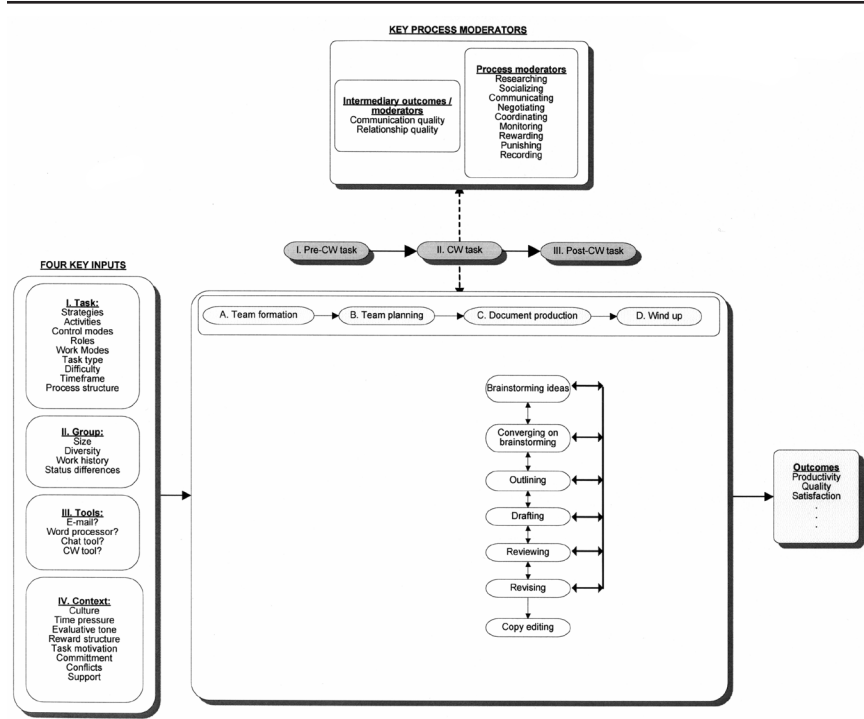 KEY PROCESS MODERATORS
Intermediary outcomes /
moderators
Communication quality
Relationship quality
Process moderators
Researching
Socializing
Communicating
Negotiating
Coordinating
Monitoring
Rewarding
Punishing
Recording
I. Pre-CW task
II. CW task
III. Post-CW task
FOUR KEY INPUTS
I. Task:
Strategies
Activities
Control modes
Roles
Work Modes
Task type
Difficulty
Timeframe
Process structure
II. Group:
Size
Diversity
Work history
Status differences
III. Tools:
E-mail?
Word processor?
Chat tool?
CW tool?
IV. Context:
Culture
Time pressure
Evaluative tone
Reward structure
Task motivation
Committment
Conflicts
Support
A. Team formation
B. Team planning
C. Document production
D. Wind up
Brainstorming ideas
Converging on
brainstorming
Outlining
Drafting
Reviewing
Revising
Copy editing
Outcomes
Productivity
Quality
Satisfaction
.
.
.